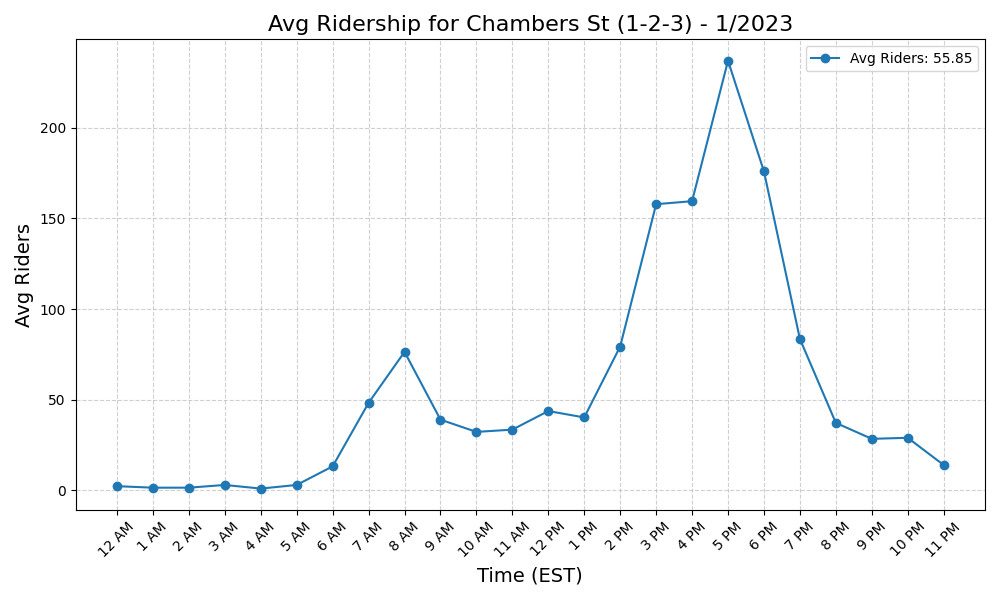 Avg Ridership for Chambers St (1-2-3) - 1/2023
Avg Riders: 55.85
Avg Riders
200
150
100
50
0
12 AM 1 AM 2 AM 3 AM 4 AM 5 AM 6 AM 7 AM 8 AM 9 AM 10 AM 11 AM 12 PM 1 PM 2 PM 3 PM 4 PM 5 PM 6 PM 7 PM 8 PM 9 PM 10 PM 11 PM
Time (EST)